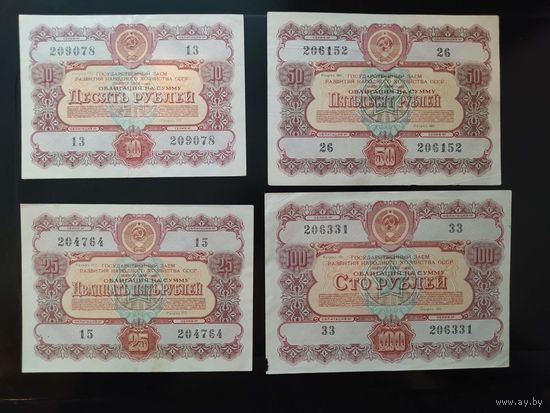 209078 13
10 10
ГОСУДАРСТВЕННЫЙ ЗАЕМ
РАЗВИТИЯ НАРОДНОГО ХОЗЯЙСТВА СССР
ОБЛИГАЦИЯ НА СУММУ
ДЕСЯТЬ РУБЛЕЙ
13 209078
10
206152 26
50 50
ГОСУДАРСТВЕННЫЙ ЗАЕМ
РАЗВИТИЯ НАРОДНОГО ХОЗЯЙСТВА СССР
ОБЛИГАЦИЯ НА СУММУ
ПЯТЬДЕСЯТ РУБЛЕЙ
26 206152
50
204764 15
25 25
ГОСУДАРСТВЕННЫЙ ЗАЕМ
РАЗВИТИЯ НАРОДНОГО ХОЗЯЙСТВА СССР
ОБЛИГАЦИЯ НА СУММУ
ДВАДЦАТЬ ПЯТЬ РУБЛЕЙ
15 204764
25
206331 33
100 100
ГОСУДАРСТВЕННЫЙ ЗАЕМ
РАЗВИТИЯ НАРОДНОГО ХОЗЯЙСТВА СССР
ОБЛИГАЦИЯ НА СУММУ
СТО РУБЛЕЙ
33 206331
100
www.ay.by